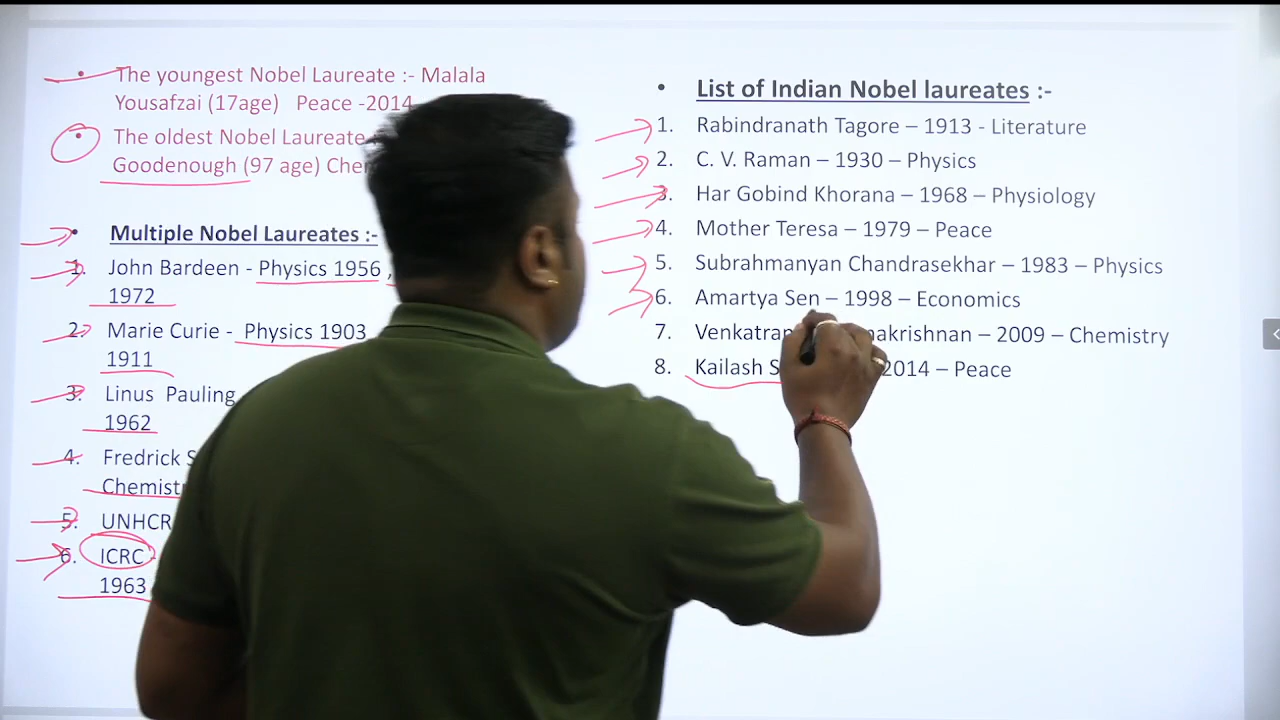 • The youngest Nobel Laureate :- Malala
Yousafzai (17age) Peace -2014
• The oldest Nobel Laureate
Goodenough (97 age)
• Multiple Nobel Laureates :-
1. John Bardeen - Physics 1956 ,
1972
2. Marie Curie - Physics 1903
1911
3. Linus Pauling
1962
4. Fredrick
5. UNHCR
6. ICRC -
1963
• List of Indian Nobel laureates :-
1. Rabindranath Tagore – 1913 - Literature
2. C. V. Raman – 1930 – Physics
3. Har Gobind Khorana – 1968 – Physiology
4. Mother Teresa – 1979 – Peace
5. Subrahmanyan Chandrasekhar – 1983 – Physics
6. Amartya Sen – 1998 – Economics
7. – 2009 – Chemistry
8. Kailash 2014 – Peace